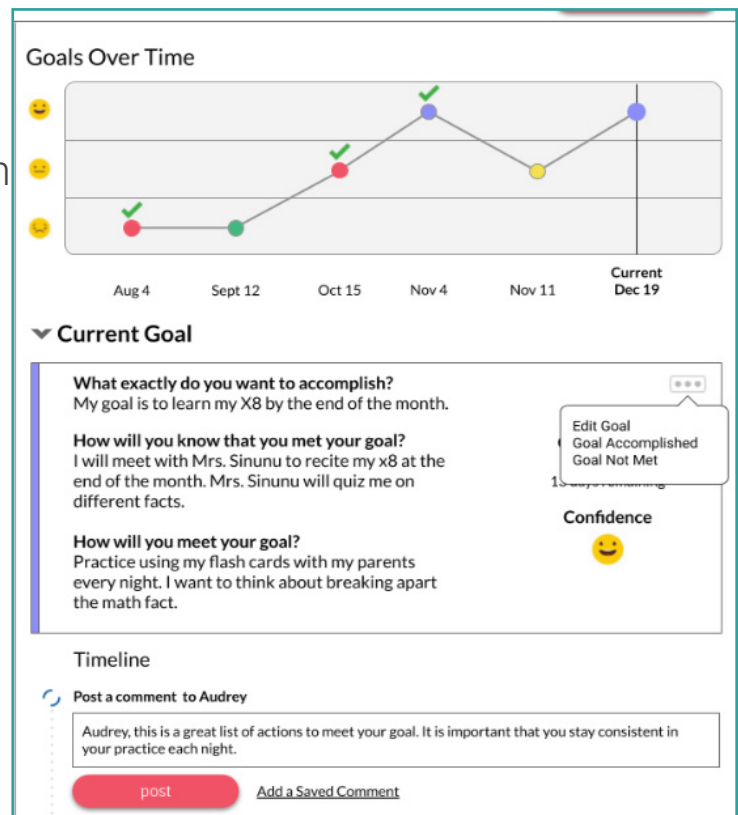 Goals Over Time
Aug 4
Sept 12
Oct 15
Nov 4
Nov 11
Current
Dec 19
Current Goal
What exactly do you want to accomplish?
My goal is to learn my X8 by the end of the month.
Edit Goal
Goal Accomplished
Goal Not Met
How will you know that you met your goal?
I will meet with Mrs. Sinunu to recite my x8 at the
end of the month. Mrs. Sinunu will quiz me on
different facts.
Confidence
How will you meet your goal?
Practice using my flash cards with my parents
every night. I want to think about breaking apart
the math fact.
Timeline
Post a comment to Audrey
Audrey, this is a great list of actions to meet your goal. It is important that you stay consistent in
your practice each night.
post
Add a Saved Comment